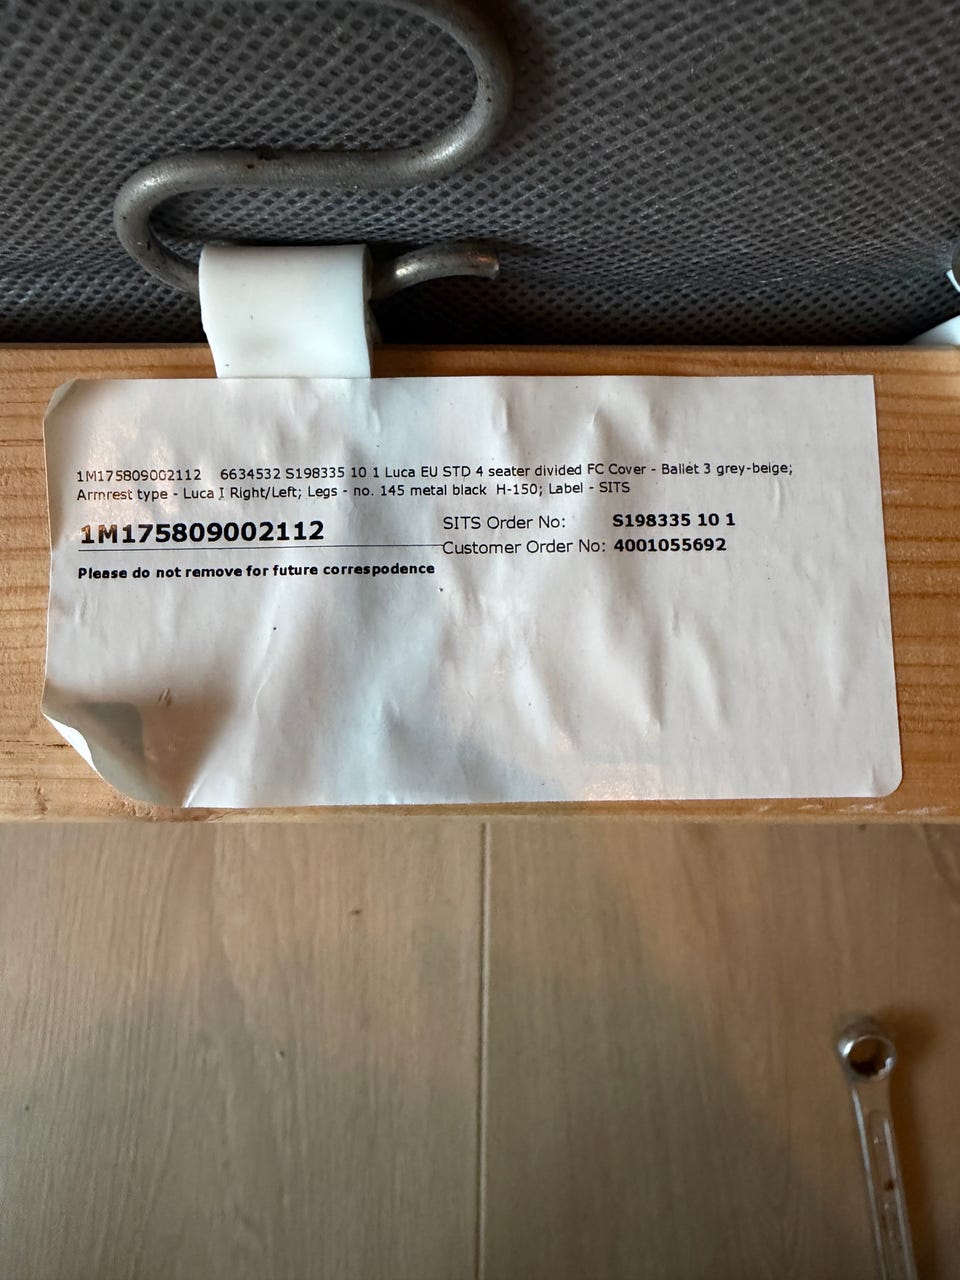 1M175809002112 6634532 S198335 10 1 Luca EU STD 4 seater divided FC Cover - Ballet 3 grey-beige;
Armrest type - Luca I Right/Left; Legs - no. 145 metal black H-150; Label - SITS
1M175809002112
SITS Order No: S198335 10 1
Customer Order No: 4001055692
Please do not remove for future correspodence